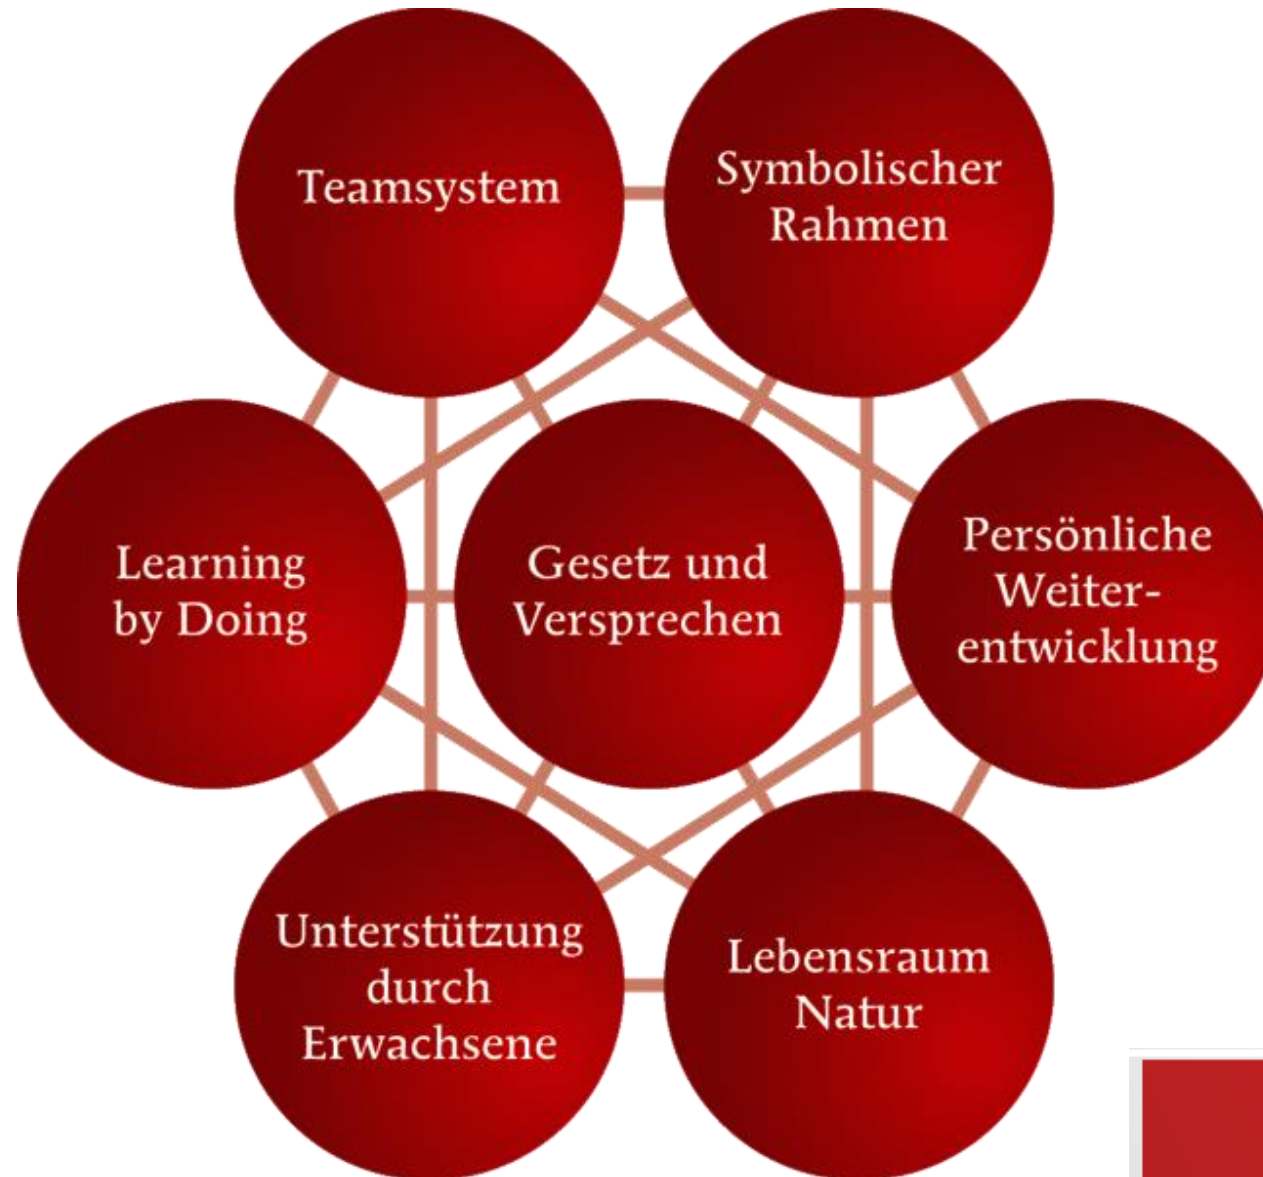 Teamsystem
Symbolischer
Rahmen
Learning
by Doing
Gesetz und
Versprechen
Persönliche
Weiter-
entwicklung
Unterstützung
durch
Erwachsene
Lebensraum
Natur